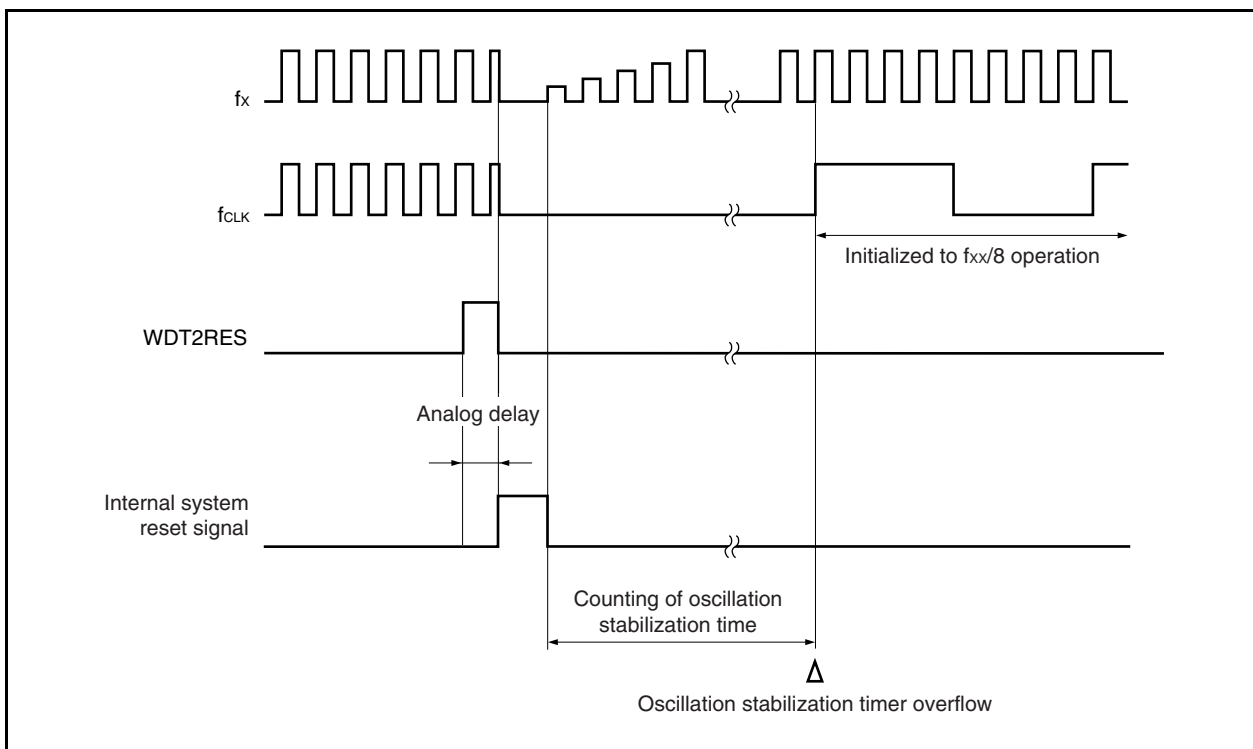 fX
fCLK
Initialized to fXX/8 operation
WDT2RES
Analog delay
Internal system
reset signal
Counting of oscillation
stabilization time
Oscillation stabilization timer overflow